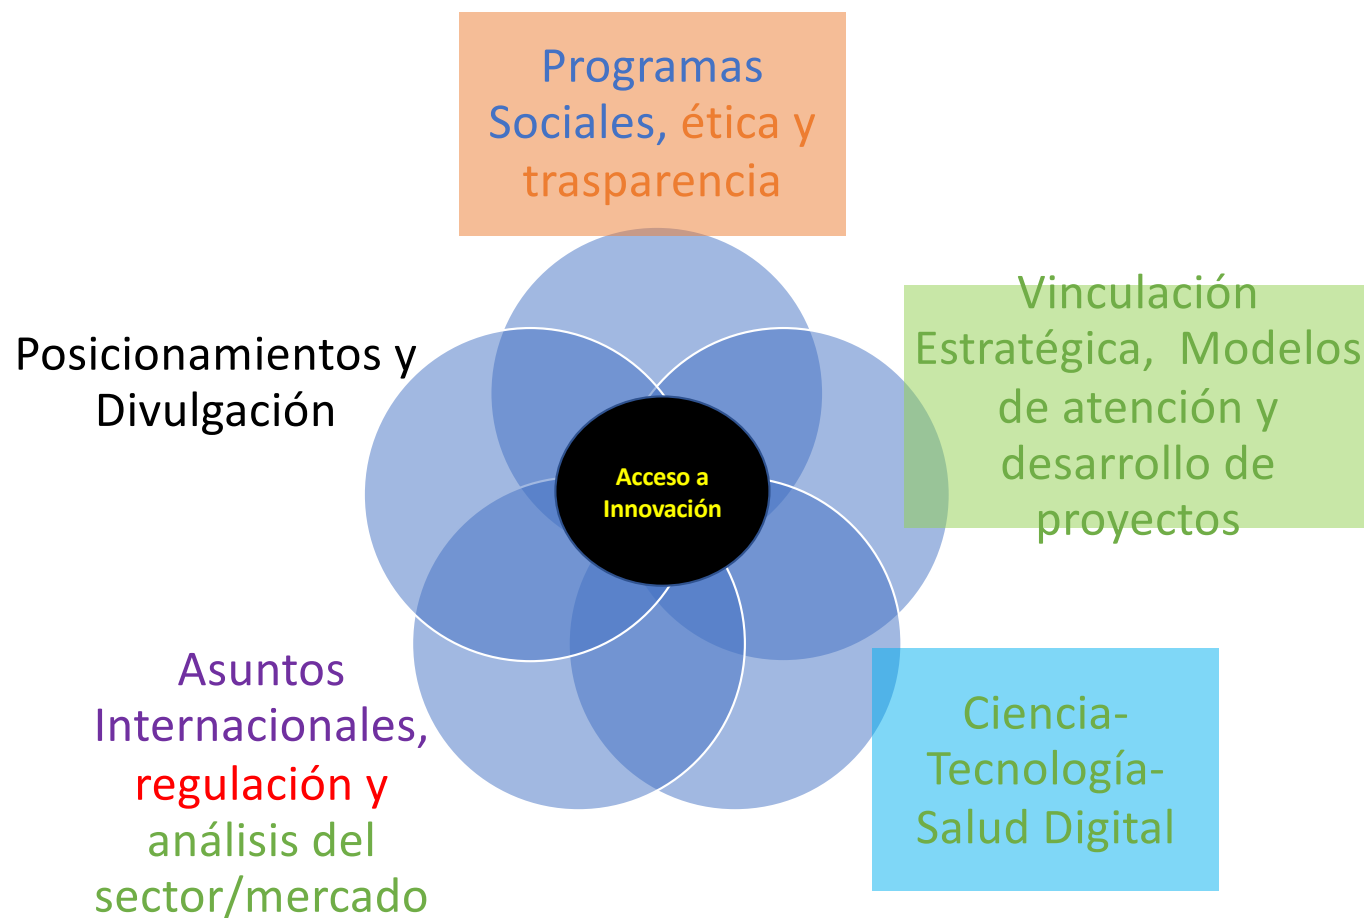 Programas
Sociales, ética y
trasparencia
Posicionamientos y
Divulgación
Vinculación
Estratégica, Modelos
de atención y
desarrollo de
proyectos
Acceso a
Innovación
Asuntos
Internacionales,
regulación y
análisis del
sector/mercado
Ciencia-
Tecnología-
Salud Digital